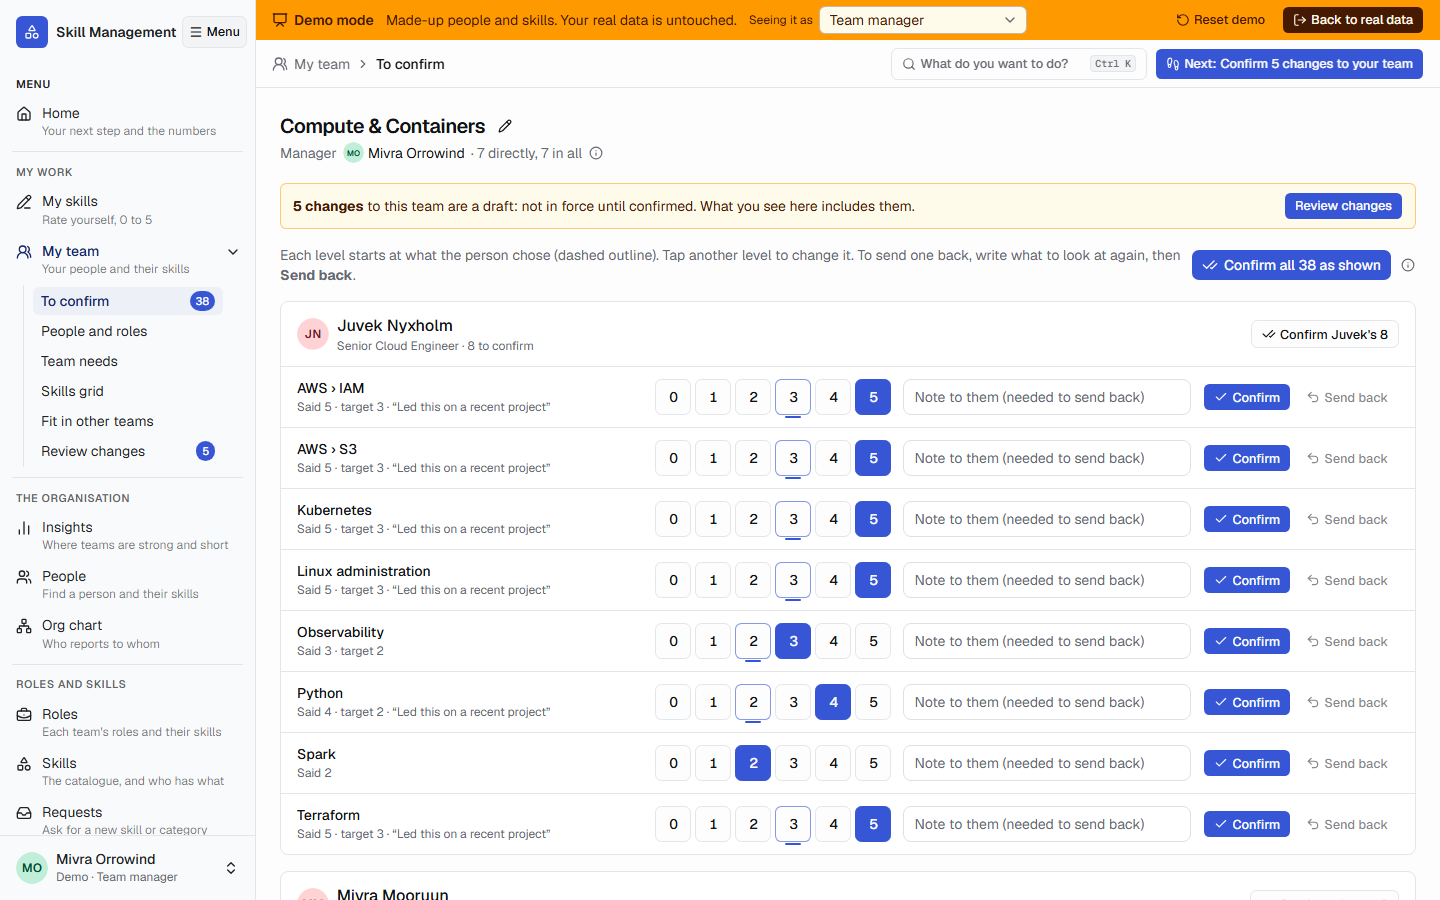 Skill Management
Menu
Demo mode Made-up people and skills. Your real data is untouched. Seeing it as Team manager
Reset demo
Back to real data
My team > To confirm
What do you want to do? Ctrl K
Next: Confirm 5 changes to your team
MENU
Home
Your next step and the numbers
MY WORK
My skills
Rate yourself, 0 to 5
My team
Your people and their skills
To confirm 38
People and roles
Team needs
Skills grid
Fit in other teams
Review changes 5
THE ORGANISATION
Insights
Where teams are strong and short
People
Find a person and their skills
Org chart
Who reports to whom
ROLES AND SKILLS
Roles
Each team's roles and their skills
Skills
The catalogue, and who has what
Requests
Ask for a new skill or category
MO Mivra Orrowind
Demo · Team manager
Compute & Containers
Manager MO Mivra Orrowind · 7 directly, 7 in all
5 changes to this team are a draft: not in force until confirmed. What you see here includes them.
Review changes
Each level starts at what the person chose (dashed outline). Tap another level to change it. To send one back, write what to look at again, then
Send back.
Confirm all 38 as shown
JN Juvek Nyxholm
Senior Cloud Engineer · 8 to confirm
Confirm Juvek's 8
AWS › IAM
Said 5 · target 3 · “Led this on a recent project”
0 1 2 3 4 5 Note to them (needed to send back) Confirm Send back
AWS › S3
Said 5 · target 3 · “Led this on a recent project”
0 1 2 3 4 5 Note to them (needed to send back) Confirm Send back
Kubernetes
Said 5 · target 3 · “Led this on a recent project”
0 1 2 3 4 5 Note to them (needed to send back) Confirm Send back
Linux administration
Said 5 · target 3 · “Led this on a recent project”
0 1 2 3 4 5 Note to them (needed to send back) Confirm Send back
Observability
Said 3 · target 2
0 1 2 3 4 5 Note to them (needed to send back) Confirm Send back
Python
Said 4 · target 2 · “Led this on a recent project”
0 1 2 3 4 5 Note to them (needed to send back) Confirm Send back
Spark
Said 2
0 1 2 3 4 5 Note to them (needed to send back) Confirm Send back
Terraform
Said 5 · target 3 · “Led this on a recent project”
0 1 2 3 4 5 Note to them (needed to send back) Confirm Send back
Mivra Mooruun